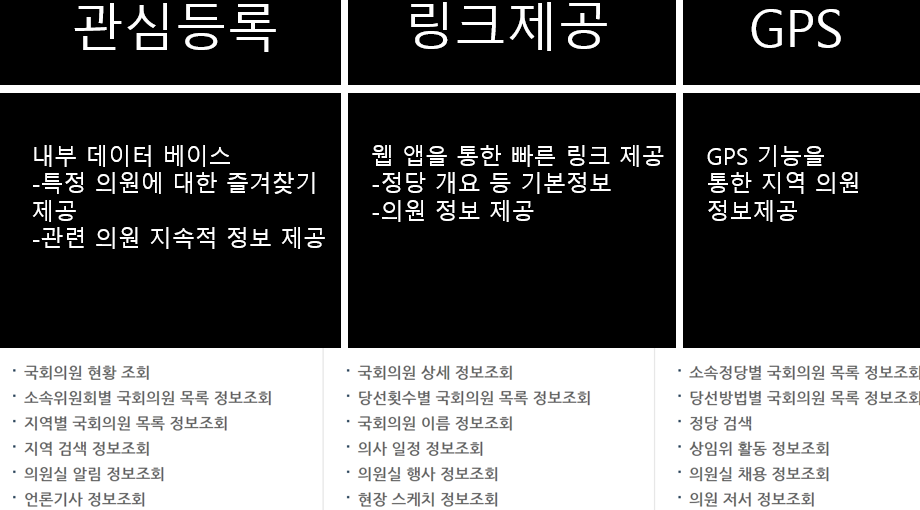 관심등록
링크제공
GPS
내부 데이터 베이스
-특정 의원에 대한 즐겨찾기
제공
-관련 의원 지속적 정보 제공
웹 앱을 통한 빠른 링크 제공
-정당 개요 등 기본정보
-의원 정보 제공
GPS 기능을
통한 지역 의원
정보제공
· 국회의원 현황 조회
· 소속위원회별 국회의원 목록 정보조회
· 지역별 국회의원 목록 정보조회
· 지역 검색 정보조회
· 의원실 알림 정보조회
· 언론기사 정보조회
· 국회의원 상세 정보조회
· 당선횟수별 국회의원 목록 정보조회
· 국회의원 이름 정보조회
· 의사 일정 정보조회
· 의원실 행사 정보조회
· 현장 스케치 정보조회
· 소속정당별 국회의원 목록 정보조회
· 당선방법별 국회의원 목록 정보조회
· 정당 검색
· 상임위 활동 정보조회
· 의원실 채용 정보조회
· 의원 저서 정보조회